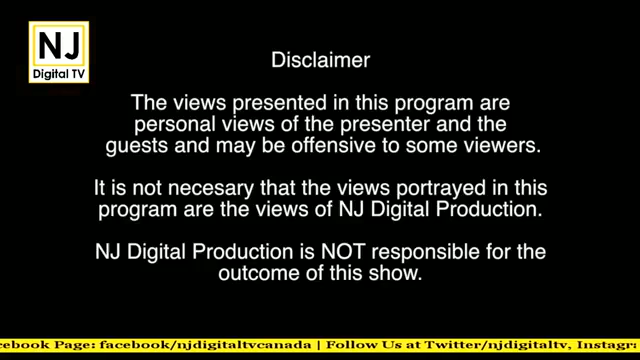 NJ
Digital TV
Disclaimer
The views presented in this program are
personal views of the presenter and the
guests and may be offensive to some viewers.
It is not necesary that the views portrayed in this
program are the views of NJ Digital Production.
NJ Digital Production is NOT responsible for the
outcome of this show.
cebook Page: facebook/njdigitaltvcanada | Follow Us at Twitter/njdigitaltv, Instagr